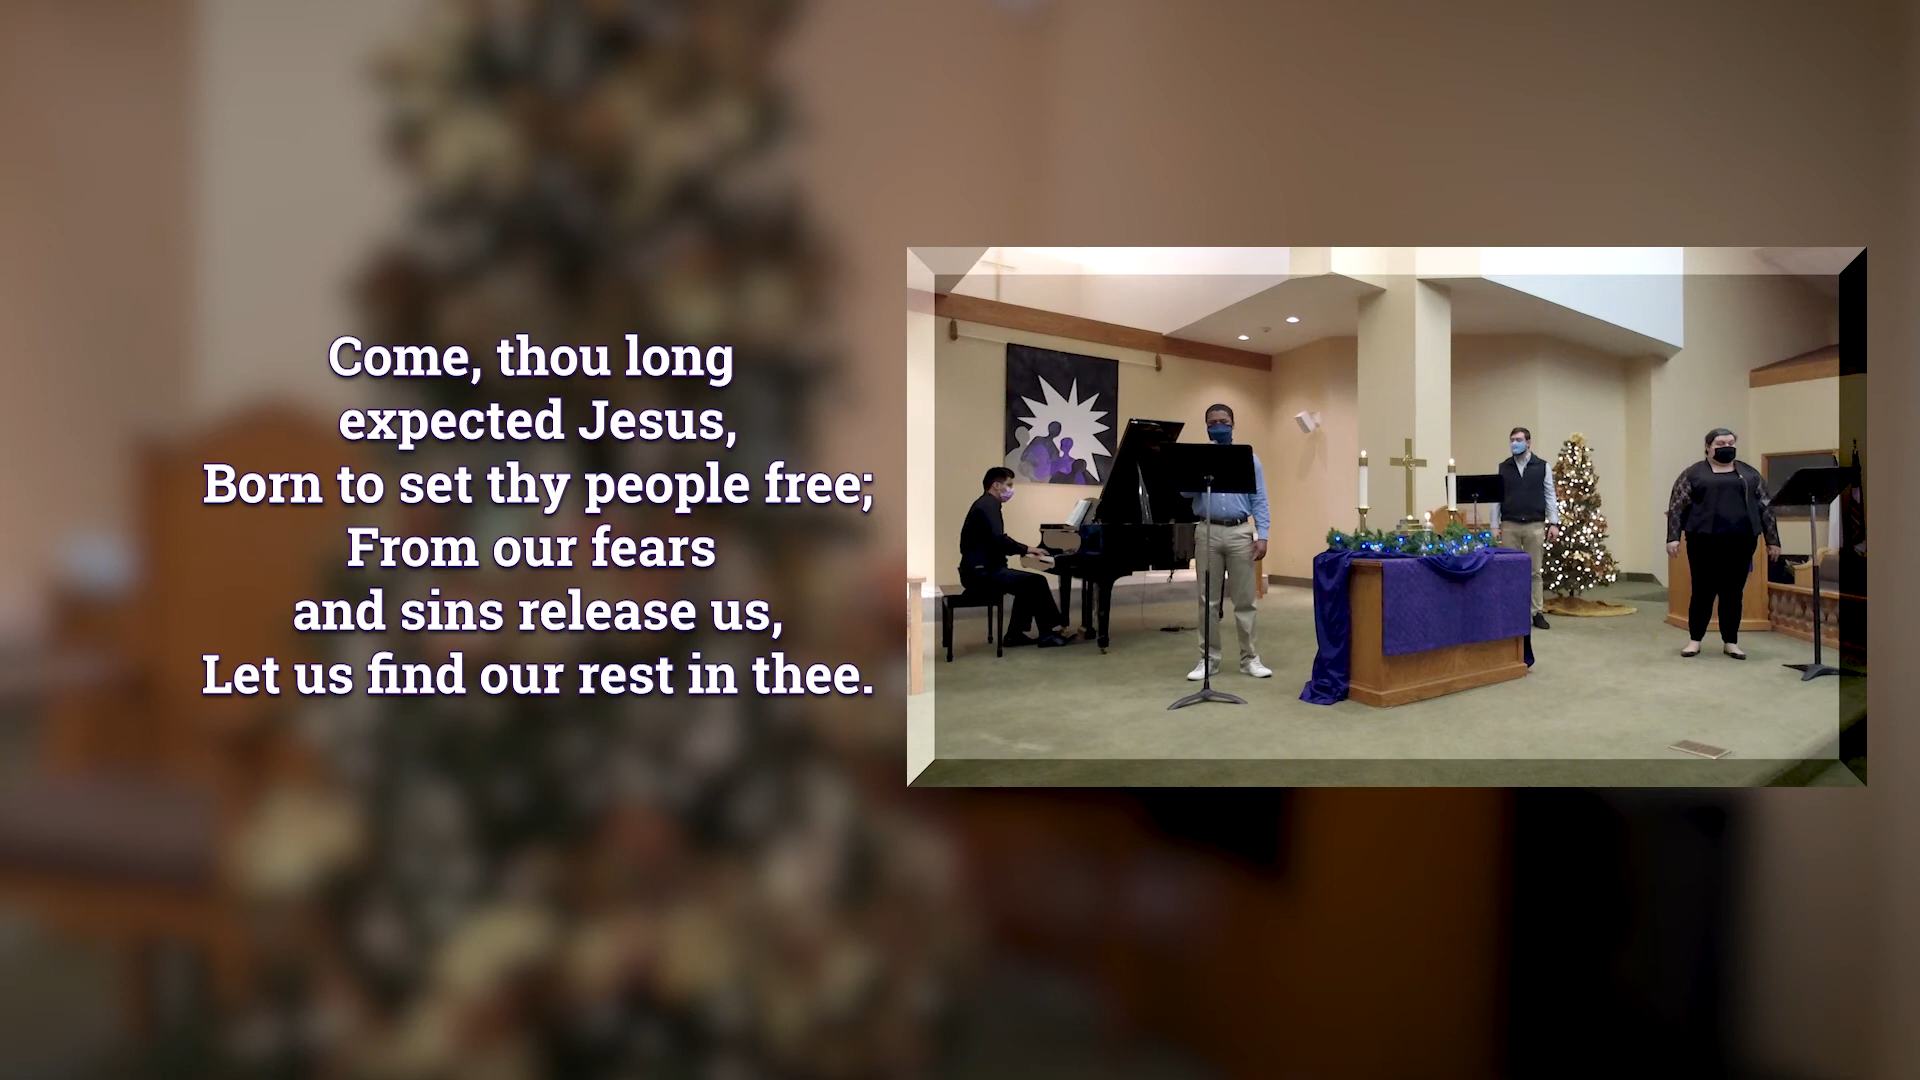 Come, thou long
expected Jesus,
Born to set thy people free;
From our fears
and sins release us,
Let us find our rest in thee.